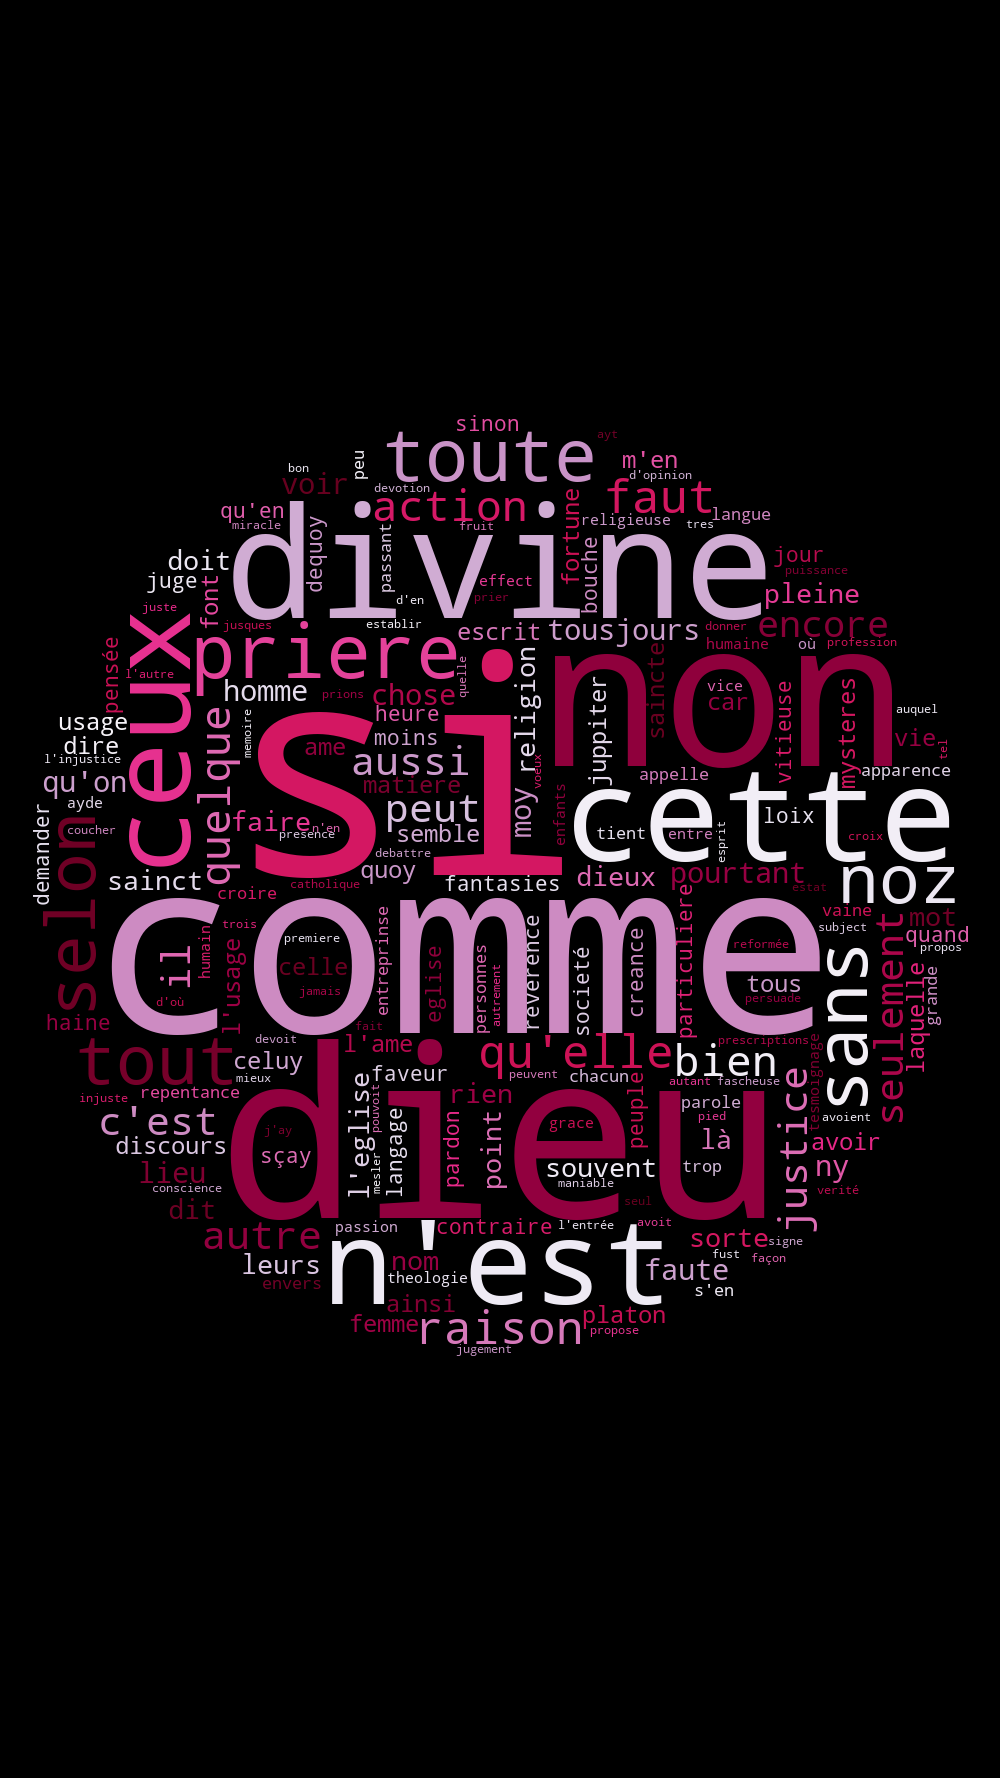 sinon
ayt
toute
peu
m'en
bon
d'opinion
voir
devotion
action
faut
qu'en
miracle
fruit
fortune
religieuse
tres
langue
dequoy
passant
divine
bouche
doit
jour
puissance
juge
font
effect
pleine
d'en
prier
juste
jusques
establir
escrit
tousjours
donner
encore
ceux
priere
si
non
humaine
où
profession
pensée
l'autre
quelle
religion
saincte
homme
prions
chose
vice
car
auquel
usage
heure
memoire
juppiter
vitieuse
mysteres
dire
ame
moins
vie
tel
l'injustice
quelque
aussi
voeux
appelle
apparence
qu'on
matiere
cette
ayde
peut
moy
enfants
loix
demander
coucher
faire
n'en
presence
semble
tient
entre
esprit
croix
debattre
selon
sainct
quoy
catholique
fantasies
dieux
pourtant
estat
noz
croire
comme
vaine
mot
trois
subject
quand
propos
il
humain
l'usage
premiere
celle
entreprinse
eglise
personnes
autrement
reverence
societé
creance
particuliere
reformée
tous
persuade
sans
seulement
laquelle
grande
d'où
jamais
haine
fait
tout
devoit
l'ame
qu'elle
bien
prescriptions
tesmoignage
celuy
mieux
faveur
peuvent
chacun
autant
fascheuse
dieu
injuste
repentance
l'eglise
pouvoit
rien
peuple
parole
justice
avoient
c'est
j'ay
langage
pardon
point
grace
pied
là
avoir
discours
sçay
mesler
souvent
trop
lieu
maniable
ny
conscience
seul
verité
dit
autre
passion
contraire
l'entrée
avoit
sorte
signe
n'est
fust
façon
leurs
nom
envers
theologie
faute
s'en
ainsi
femme
raison
platon
propose
jugement